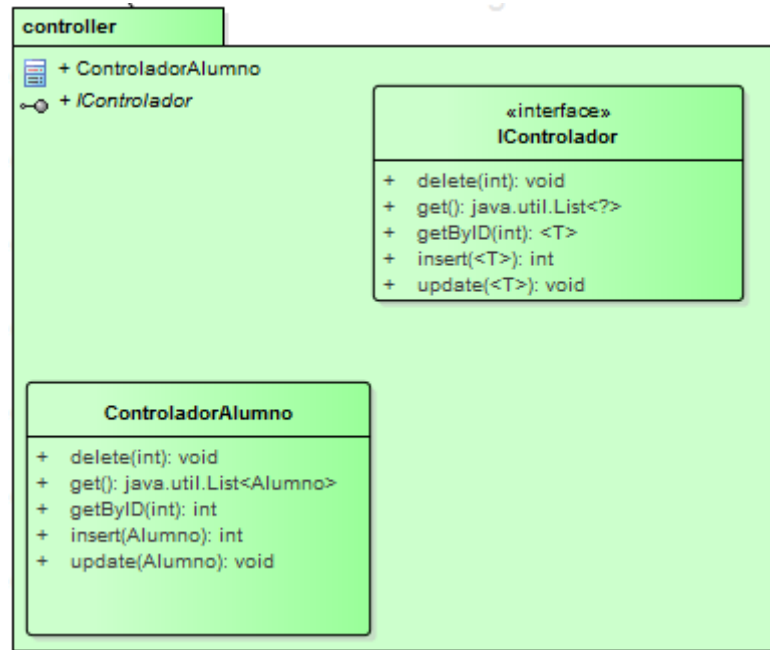 controller
+ ControladorAlumno
+ IControlador
«interface»
IControlador
+ delete(int): void
+ get(): java.util.List<?>
+ getByID(int): <T>
+ insert(<T>): int
+ update(<T>): void
ControladorAlumno
+ delete(int): void
+ get(): java.util.List<Alumno>
+ getByID(int): int
+ insert(Alumno): int
+ update(Alumno): void